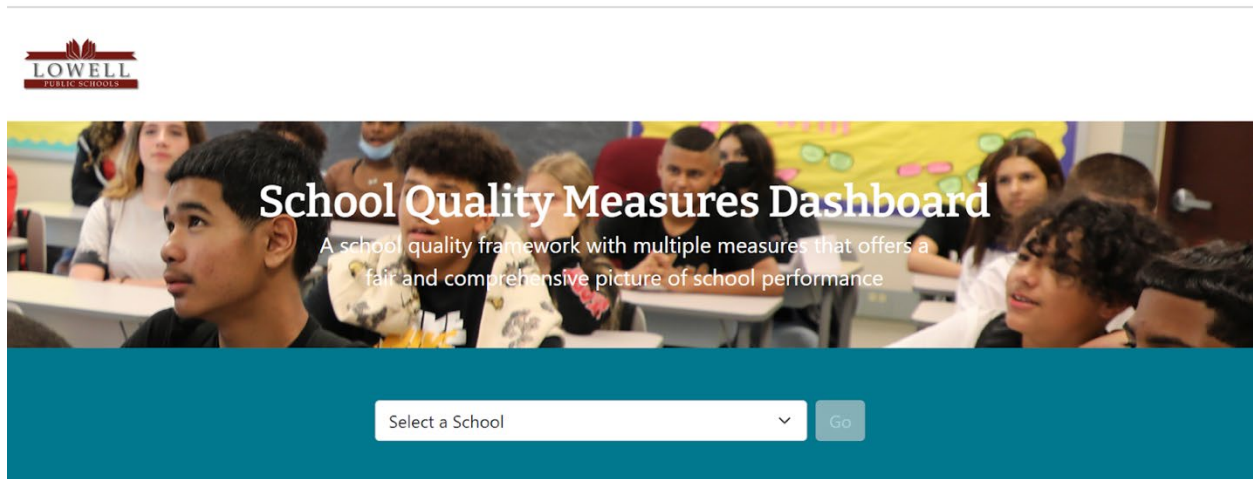 LOWELL
PUBLIC SCHOOLS
School Quality Measures Dashboard
A school quality framework with multiple measures that offers a
fair and comprehensive picture of school performance
Select a School
Go